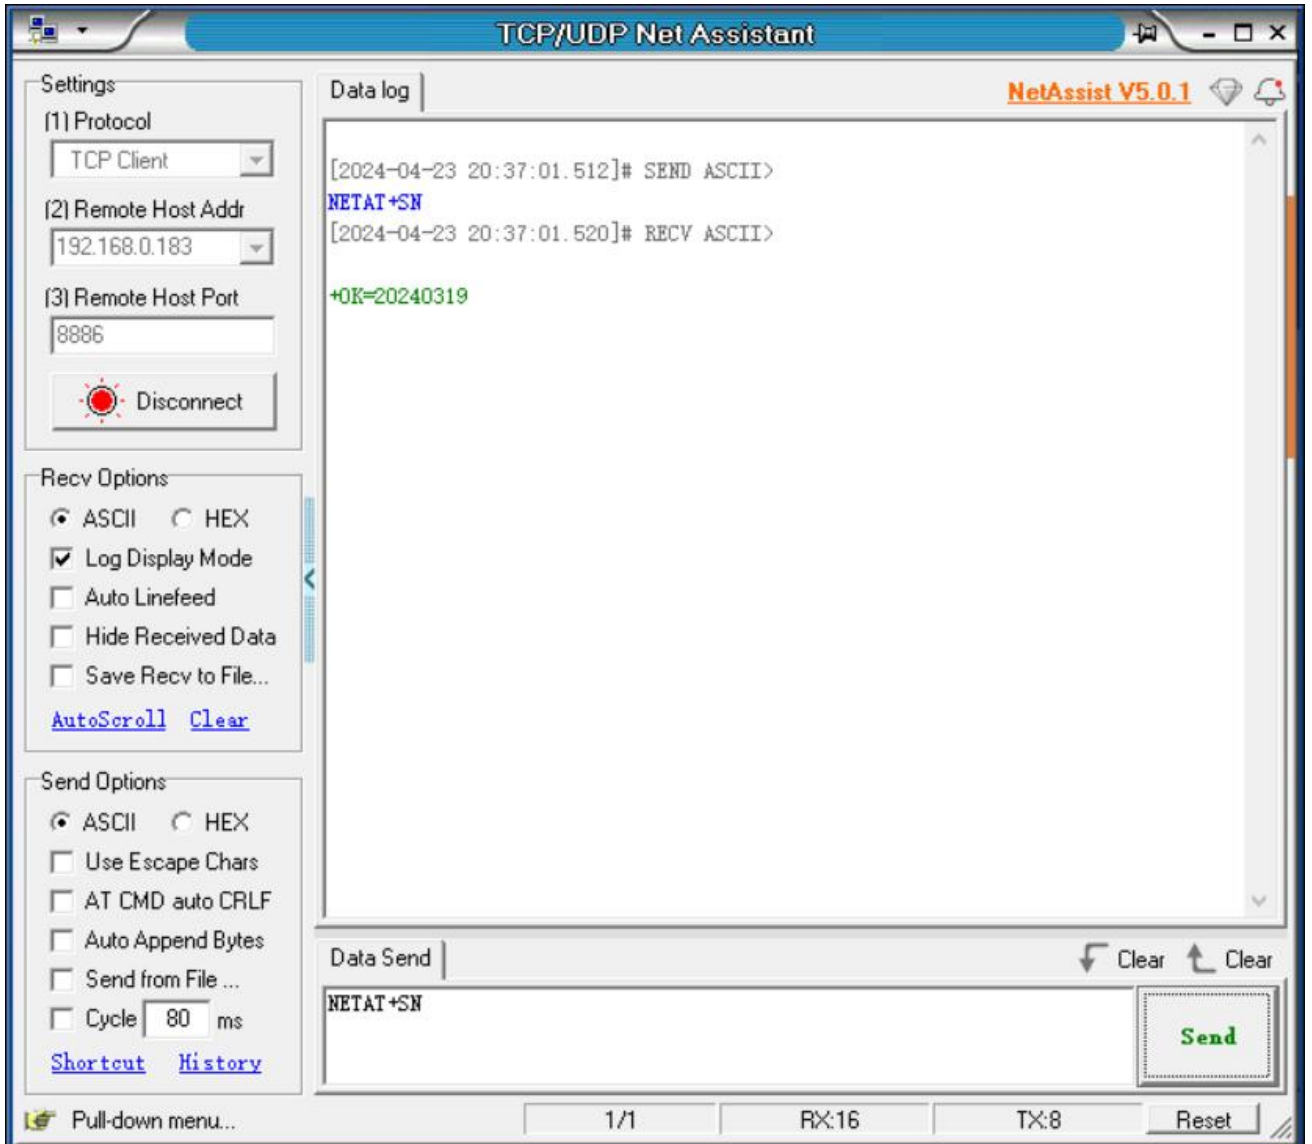 TCP/UDP Net Assistant
Settings
(1) Protocol
TCP Client
(2) Remote Host Addr
192.168.0.183
(3) Remote Host Port
8886
Disconnect
Recv Options
ASCII HEX
Log Display Mode
Auto Linefeed
Hide Received Data
Save Recv to File...
AutoScroll Clear
Send Options
ASCII HEX
Use Escape Chars
AT CMD auto CRLF
Auto Append Bytes
Send from File ...
Cycle 80 ms
Shortcut History
Data log
NetAssist V5.0.1
[2024-04-23 20:37:01.512]# SEND ASCII>
NETAT+SN
[2024-04-23 20:37:01.520]# RECV ASCII>
+OK=20240319
Data Send
Clear Clear
NETAT+SN
Send
Pull-down menu...
1/1
RX:16
TX:8
Reset